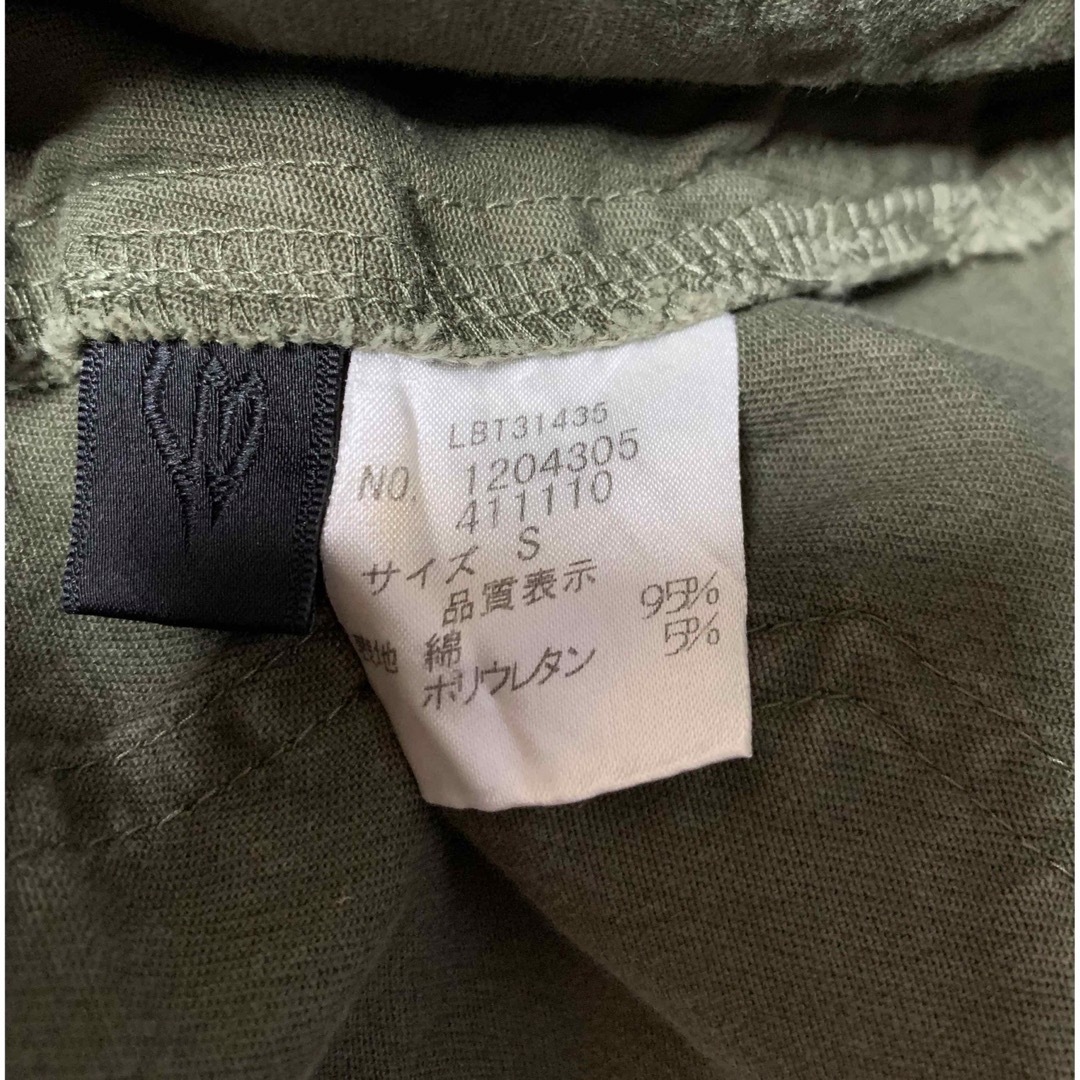 LBT31435
NO. 1204305
411110
サイズ S
品質表示
表地 綿 95%
ポリウレタン 5%